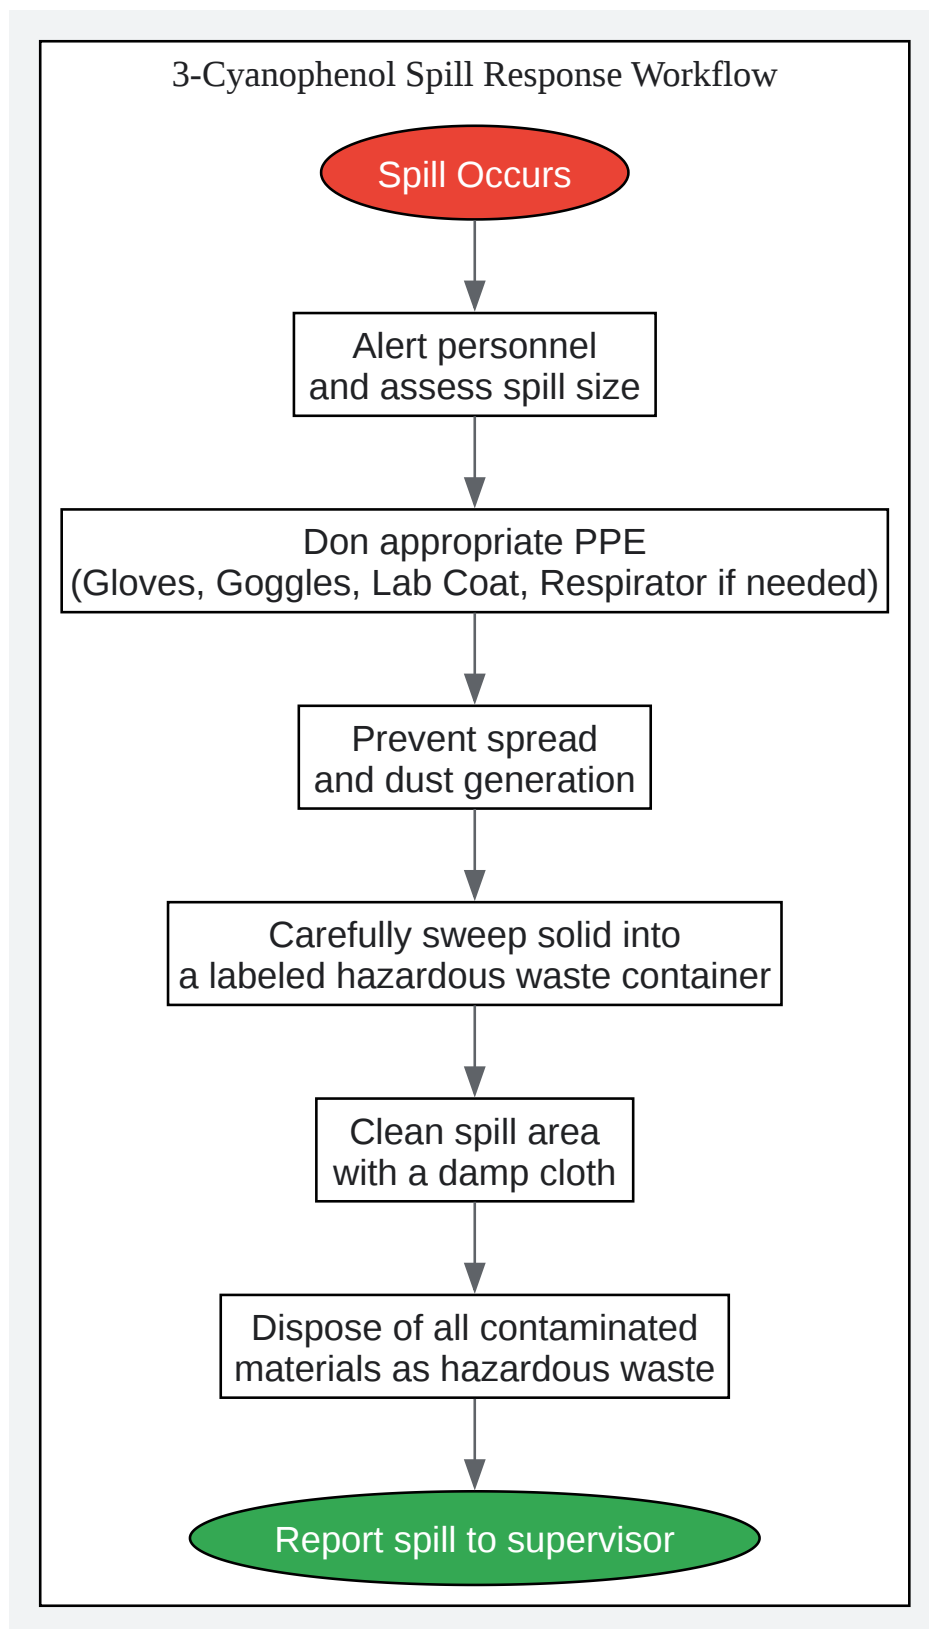 3-Cyanophenol Spill Response Workflow
Spill Occurs
Alert personnel
and assess spill size
Don appropriate PPE
(Gloves, Goggles, Lab Coat, Respirator if needed)
Prevent spread
and dust generation
Carefully sweep solid into
a labeled hazardous waste container
Clean spill area
with a damp cloth
Dispose of all contaminated
materials as hazardous waste
Report spill to supervisor